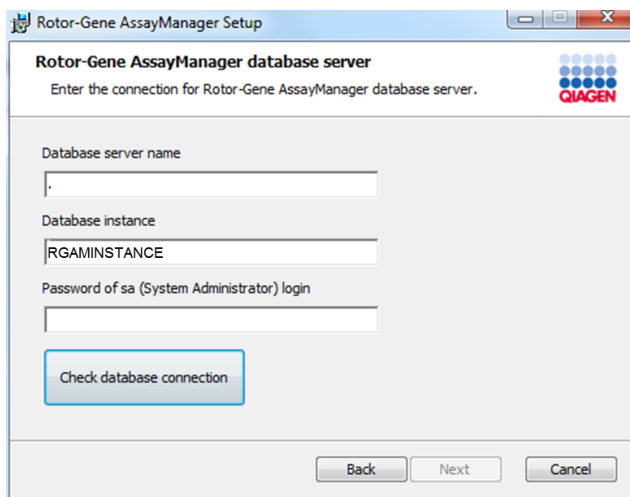 Rotor-Gene AssayManager Setup
Rotor-Gene AssayManager database server
Enter the connection for Rotor-Gene AssayManager database server.
QIAGEN
Database server name
.
Database instance
RGAMINSTANCE
Password of sa (System Administrator) login
Check database connection
Back Next Cancel